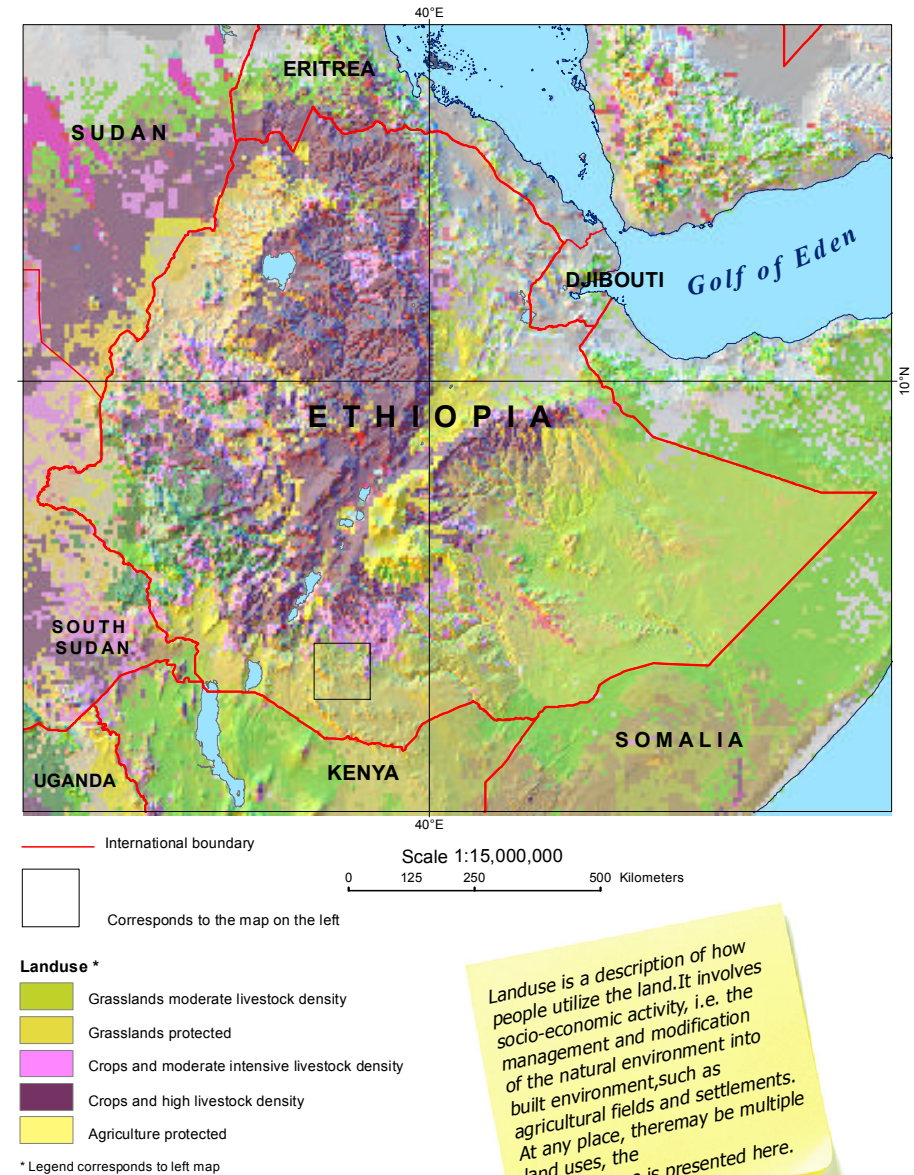 40°E
ERITREA
SUDAN
DJIBOUTI
Golf of Eden
10°N
ETHIOPIA
SOUTH
SUDAN
SOMALIA
UGANDA
KENYA
40°E
International boundary
Scale 1:15,000,000
0 125 250 500 Kilometers
Corresponds to the map on the left
Landuse *
Grasslands moderate livestock density
Grasslands protected
Crops and moderate intensive livestock density
Crops and high livestock density
Agriculture protected
* Legend corresponds to left map
Landuse is a description of how
people utilize the land.It involves
socio-economic activity, i.e. the
management and modification
of the natural environment into
built environment,such as
agricultural fields and settlements.
At any place, theremay be multiple
land uses, the
is presented here.